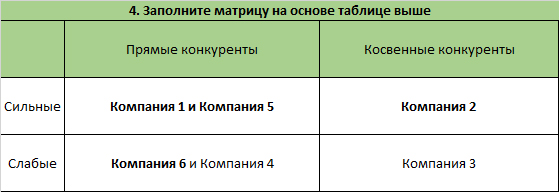 4. Заполните матрицу на основе таблице выше
Прямые конкуренты Косвенные конкуренты
Сильные Компания 1 и Компания 5 Компания 2
Слабые Компания 6 и Компания 4 Компания 3